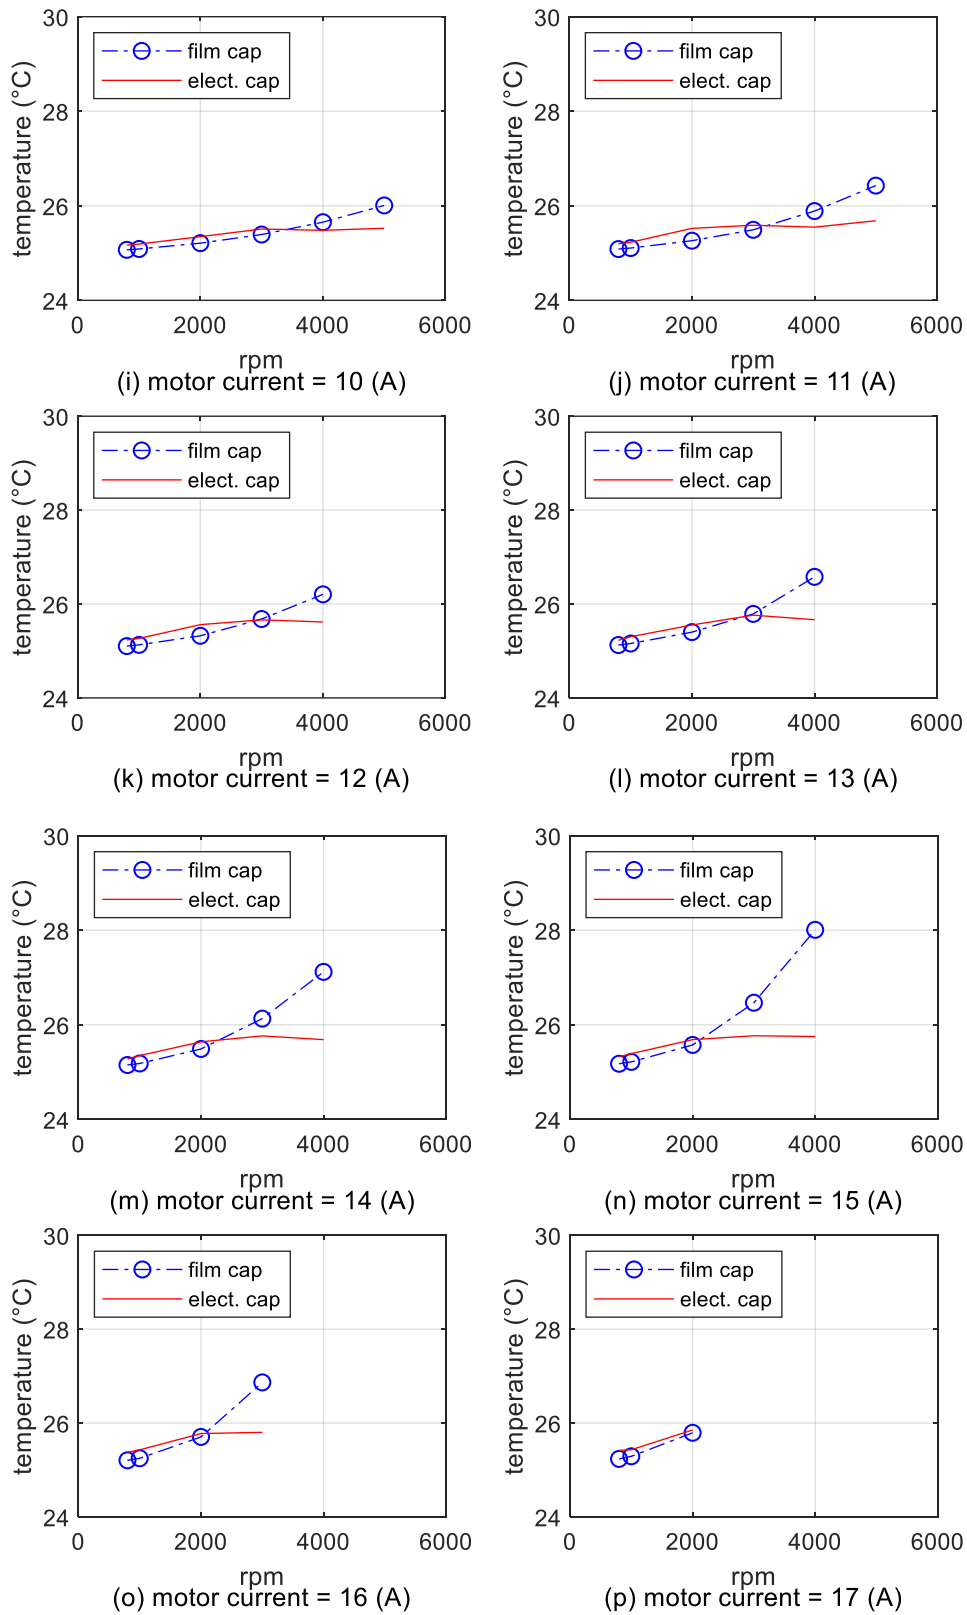 30
28
26
24
temperature (°C)
film cap
elect. cap
0 2000 4000 6000
rpm
(i) motor current = 10 (A)
30
28
26
24
temperature (°C)
film cap
elect. cap
0 2000 4000 6000
rpm
(j) motor current = 11 (A)
30
28
26
24
temperature (°C)
film cap
elect. cap
0 2000 4000 6000
rpm
(k) motor current = 12 (A)
30
28
26
24
temperature (°C)
film cap
elect. cap
0 2000 4000 6000
rpm
(l) motor current = 13 (A)
30
28
26
24
temperature (°C)
film cap
elect. cap
0 2000 4000 6000
rpm
(m) motor current = 14 (A)
30
28
26
24
temperature (°C)
film cap
elect. cap
0 2000 4000 6000
rpm
(n) motor current = 15 (A)
30
28
26
24
temperature (°C)
film cap
elect. cap
0 2000 4000 6000
rpm
(o) motor current = 16 (A)
30
28
26
24
temperature (°C)
film cap
elect. cap
0 2000 4000 6000
rpm
(p) motor current = 17 (A)